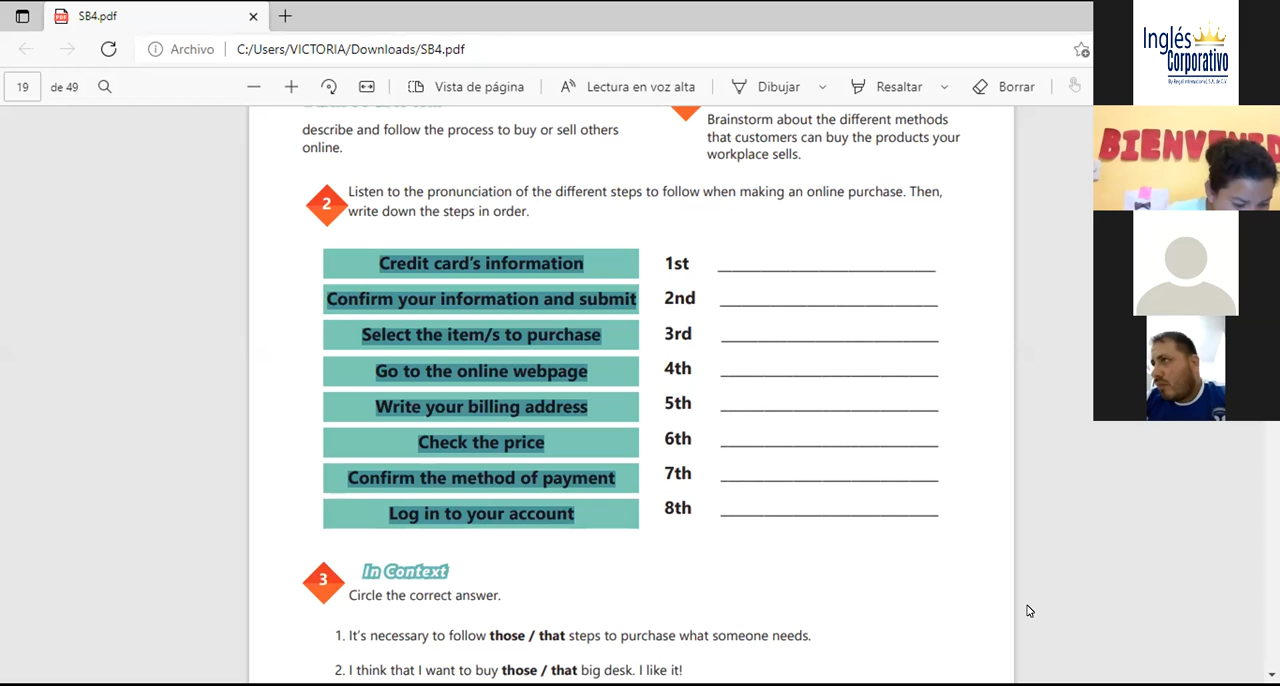 SB4.pdf
Archivo
C:/Users/VICTORIA/Downloads/SB4.pdf
19
de 49
Vista de página
Lectura en voz alta
Dibujar
Resaltar
Borrar
Inglés
Corporativo
BIENVENID
describe and follow the process to buy or sell others
online.
Brainstorm about the different methods
that customers can buy the products your
workplace sells.
2
Listen to the pronunciation of the different steps to follow when making an online purchase. Then,
write down the steps in order.
Credit card's information
Confirm your information and submit
Select the item/s to purchase
Go to the online webpage
Write your billing address
Check the price
Confirm the method of payment
Log in to your account
1st
2nd
3rd
4th
5th
6th
7th
8th
3
In Context
Circle the correct answer.
1. It's necessary to follow those / that steps to purchase what someone needs.
2. I think that I want to buy those / that big desk. I like it!